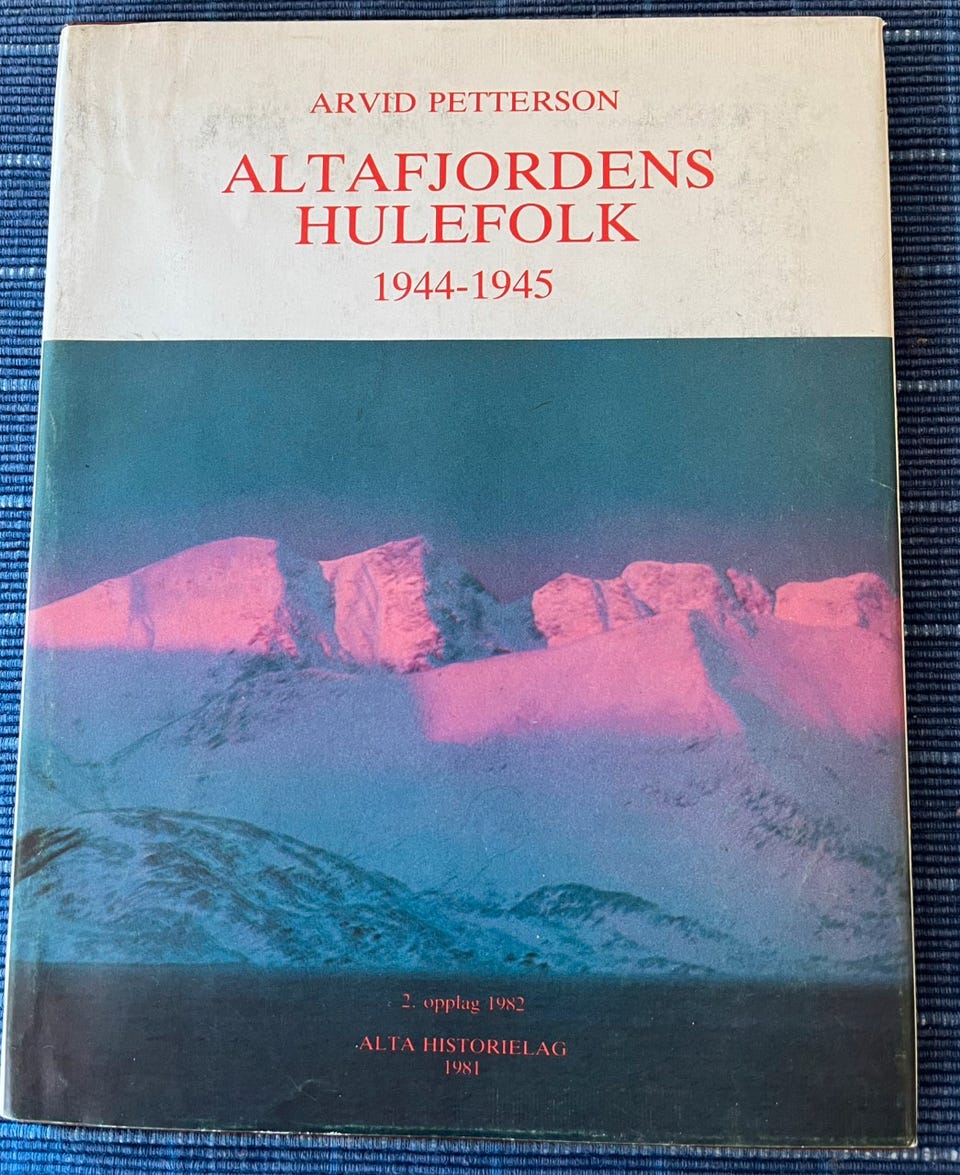 ARVID PETTERSON
ALTAFJORDENS
HULEFOLK
1944-1945
2. opplag 1982
ALTA HISTORIELAG
1981